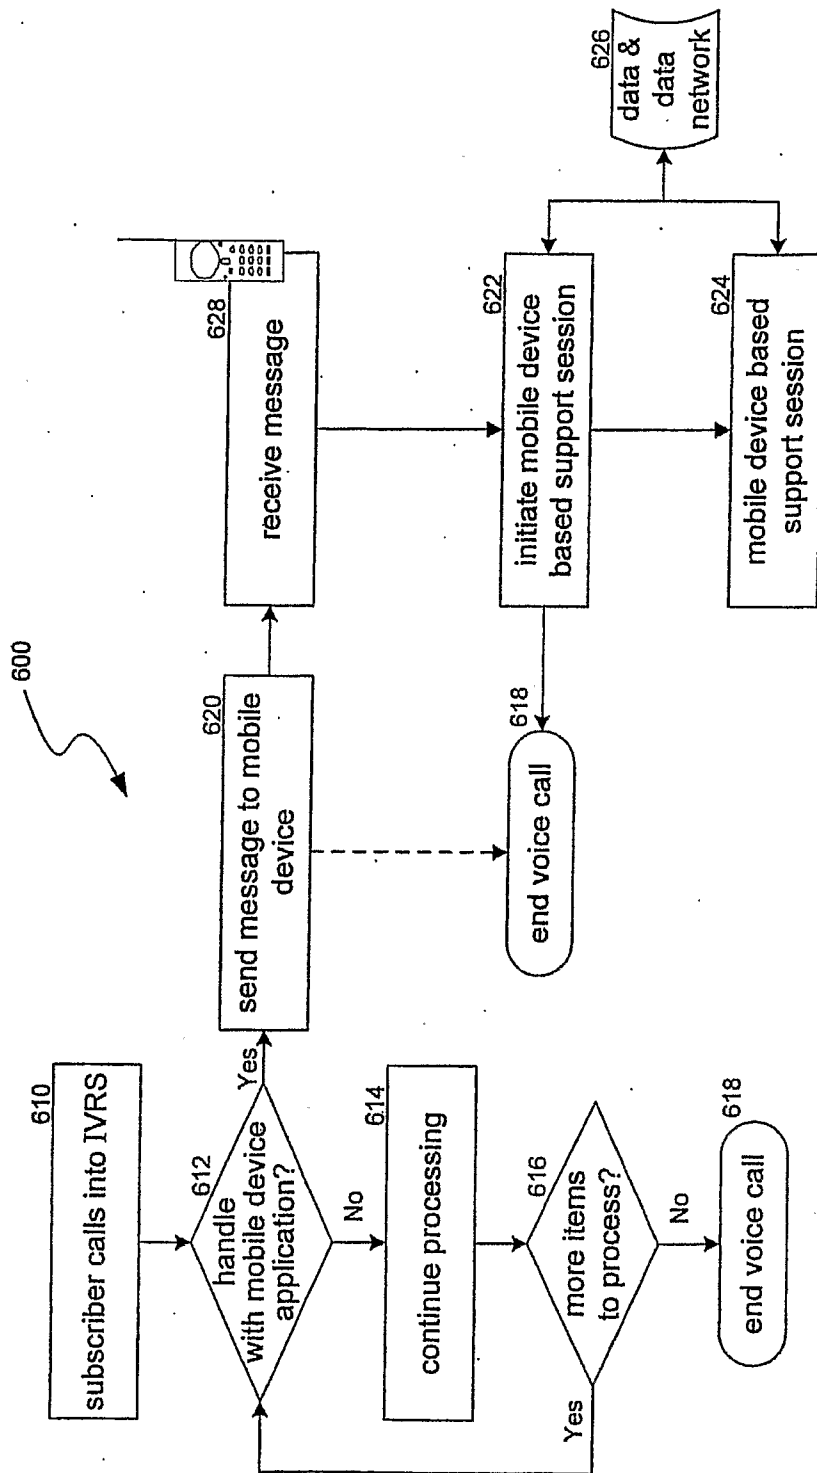 600
610
subscriber calls into IVRS
612
handle
with mobile device
application?
Yes
No
614
continue processing
616
more items
to process?
Yes
No
618
end voice call
620
send message to mobile
device
618
end voice call
628
receive message
622
initiate mobile device
based support session
624
mobile device based
support session
626
data &
data
network